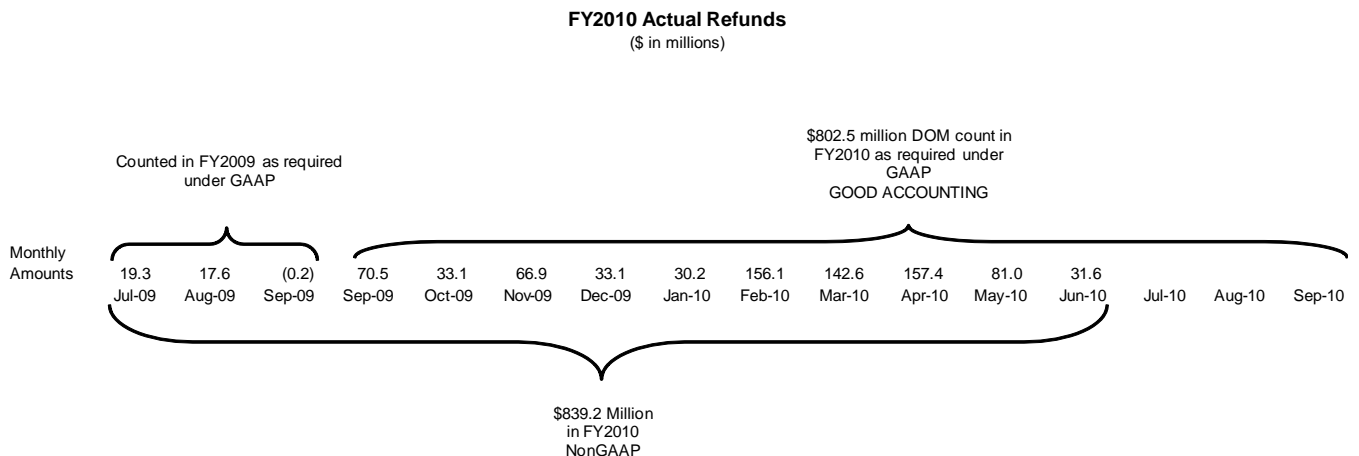 FY2010 Actual Refunds
($ in millions)
$802.5 million DOM count in
FY2010 as required under
GAAP
GOOD ACCOUNTING
Counted in FY2009 as required
under GAAP
Monthly
Amounts 19.3 17.6 (0.2) 70.5 33.1 66.9 33.1 30.2 156.1 142.6 157.4 81.0 31.6
Jul-09 Aug-09 Sep-09 Sep-09 Oct-09 Nov-09 Dec-09 Jan-10 Feb-10 Mar-10 Apr-10 May-10 Jun-10 Jul-10 Aug-10 Sep-10
$839.2 Million
in FY2010
NonGAAP